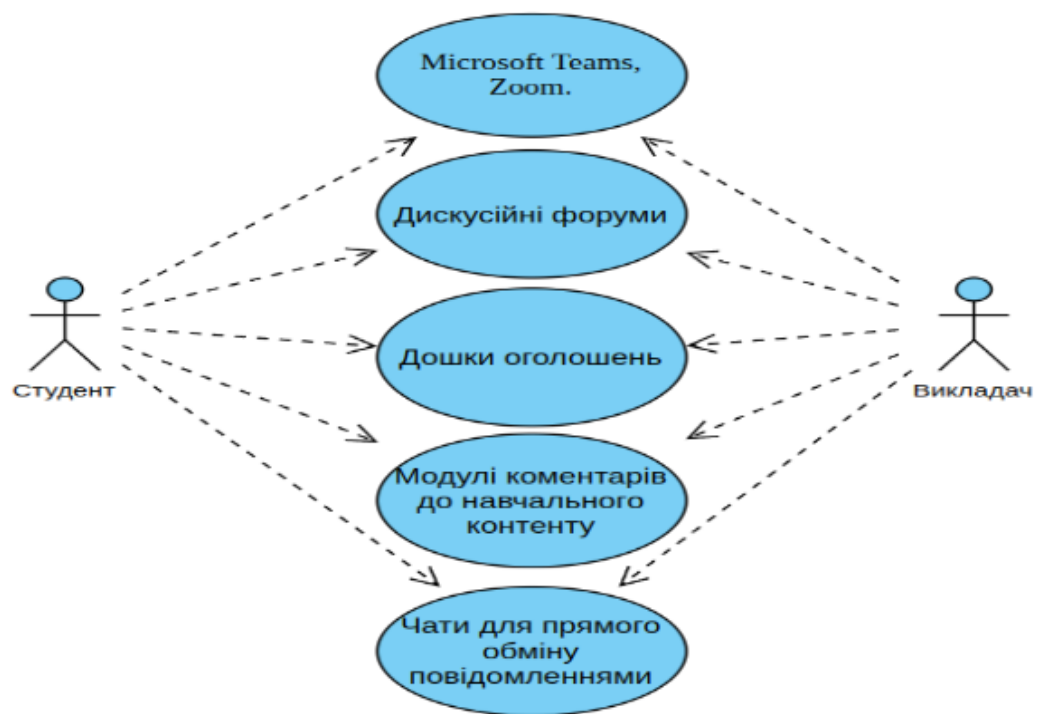 Microsoft Teams,
Zoom.
Дискусійні форуми
Дошки оголошень
Студент
Викладач
Модулі коментарів
до навчального
контенту
Чати для прямого
обміну
повідомленнями